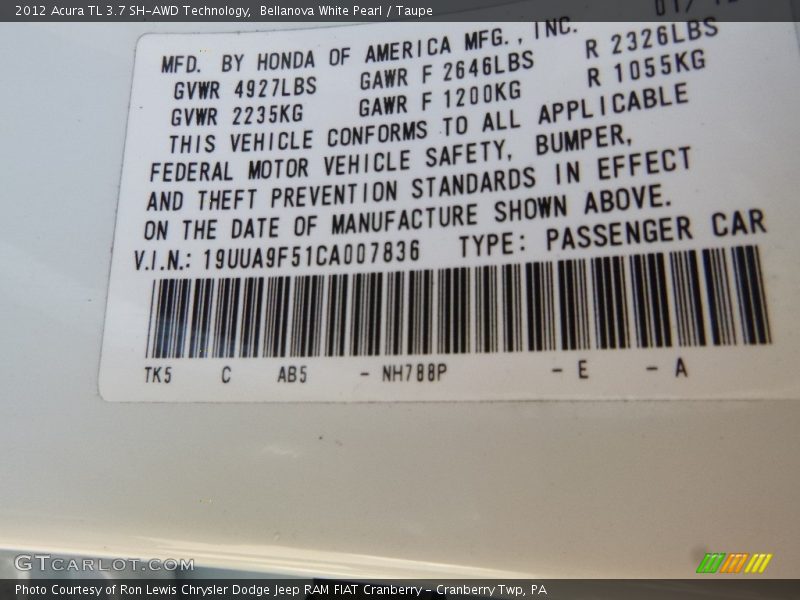 2012 Acura TL 3.7 SH-AWD Technology,  Bellanova White Pearl / Taupe
MFD. BY HONDA OF AMERICA MFG., INC.
GVWR 4927LBS GAWR F 2646LBS R 2326LBS
GVWR 2235KG GAWR F 1200KG R 1055KG
THIS VEHICLE CONFORMS TO ALL APPLICABLE
FEDERAL MOTOR VEHICLE SAFETY, BUMPER,
AND THEFT PREVENTION STANDARDS IN EFFECT
ON THE DATE OF MANUFACTURE SHOWN ABOVE.
V.I.N.: 19UUA9F51CA007836 TYPE: PASSENGER CAR
TK5 C AB5 - NH788P - E - A
GTCARLOT.COM
Photo Courtesy of Ron Lewis Chrysler Dodge Jeep RAM FIAT Cranberry - Cranberry Twp, PA